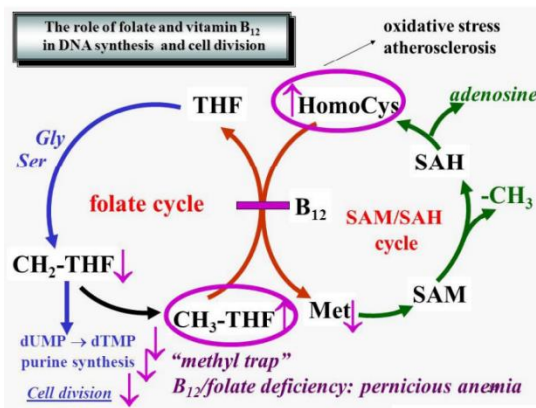 The role of folate and vitamin B12
in DNA synthesis and cell division
oxidative stress
atherosclerosis
THF
↑HomoCys
adenosine
Gly
Ser
SAH
folate cycle
B12
-CH3
SAM/SAH
cycle
CH2-THF↓
SAM
CH3-THF↑
Met↓
dUMP → dTMP↓
purine synthesis↓
"methyl trap"
Cell division↓
B12/folate deficiency: pernicious anemia